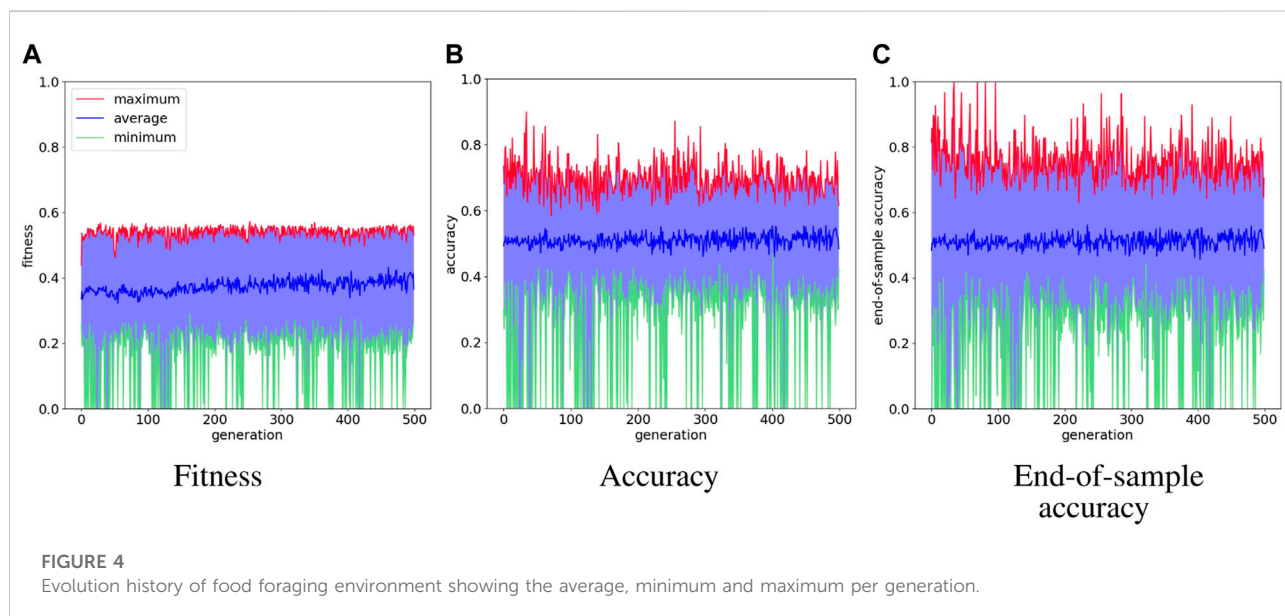 A
B
C
1.0
0.8
0.6
0.4
0.2
0.0
fitness
maximum
average
minimum
0
100
200
300
400
500
generation
Fitness
1.0
0.8
0.6
0.4
0.2
0.0
accuracy
0
100
200
300
400
500
generation
Accuracy
1.0
0.8
0.6
0.4
0.2
0.0
end-of-sample accuracy
0
100
200
300
400
500
generation
End-of-sample
accuracy
FIGURE 4
Evolution history of food foraging environment showing the average, minimum and maximum per generation.